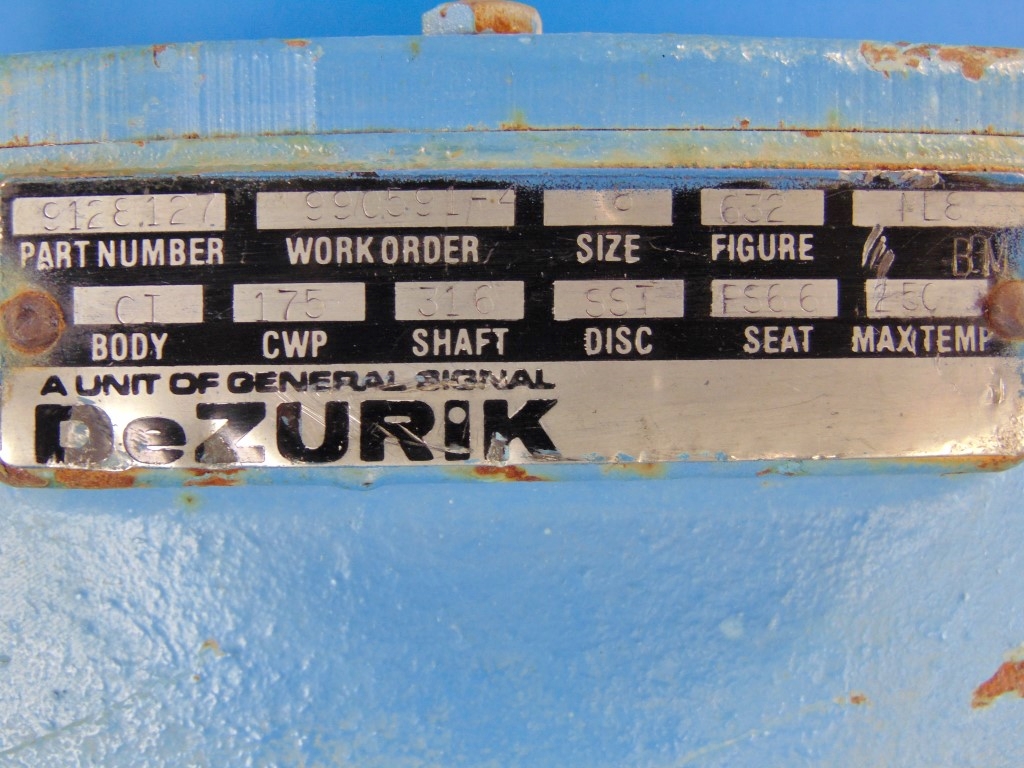 9128127 8 632
PART NUMBER WORK ORDER SIZE FIGURE
CI 175 316 SST
BODY CWP SHAFT DISC SEAT MAX TEMP
A UNIT OF GENERAL SIGNAL
DeZURiK